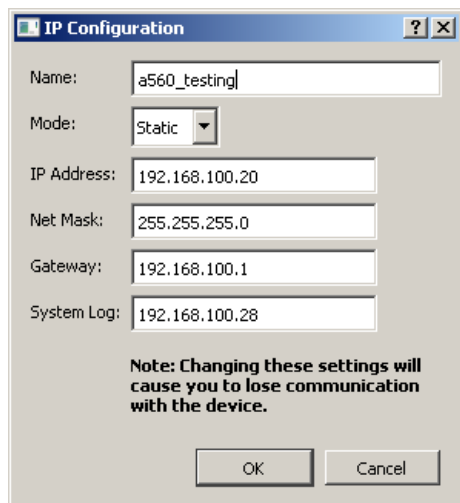 IP Configuration
Name: a560_testing
Mode: Static
IP Address: 192.168.100.20
Net Mask: 255.255.255.0
Gateway: 192.168.100.1
System Log: 192.168.100.28
Note: Changing these settings will
cause you to lose communication
with the device.
OK Cancel